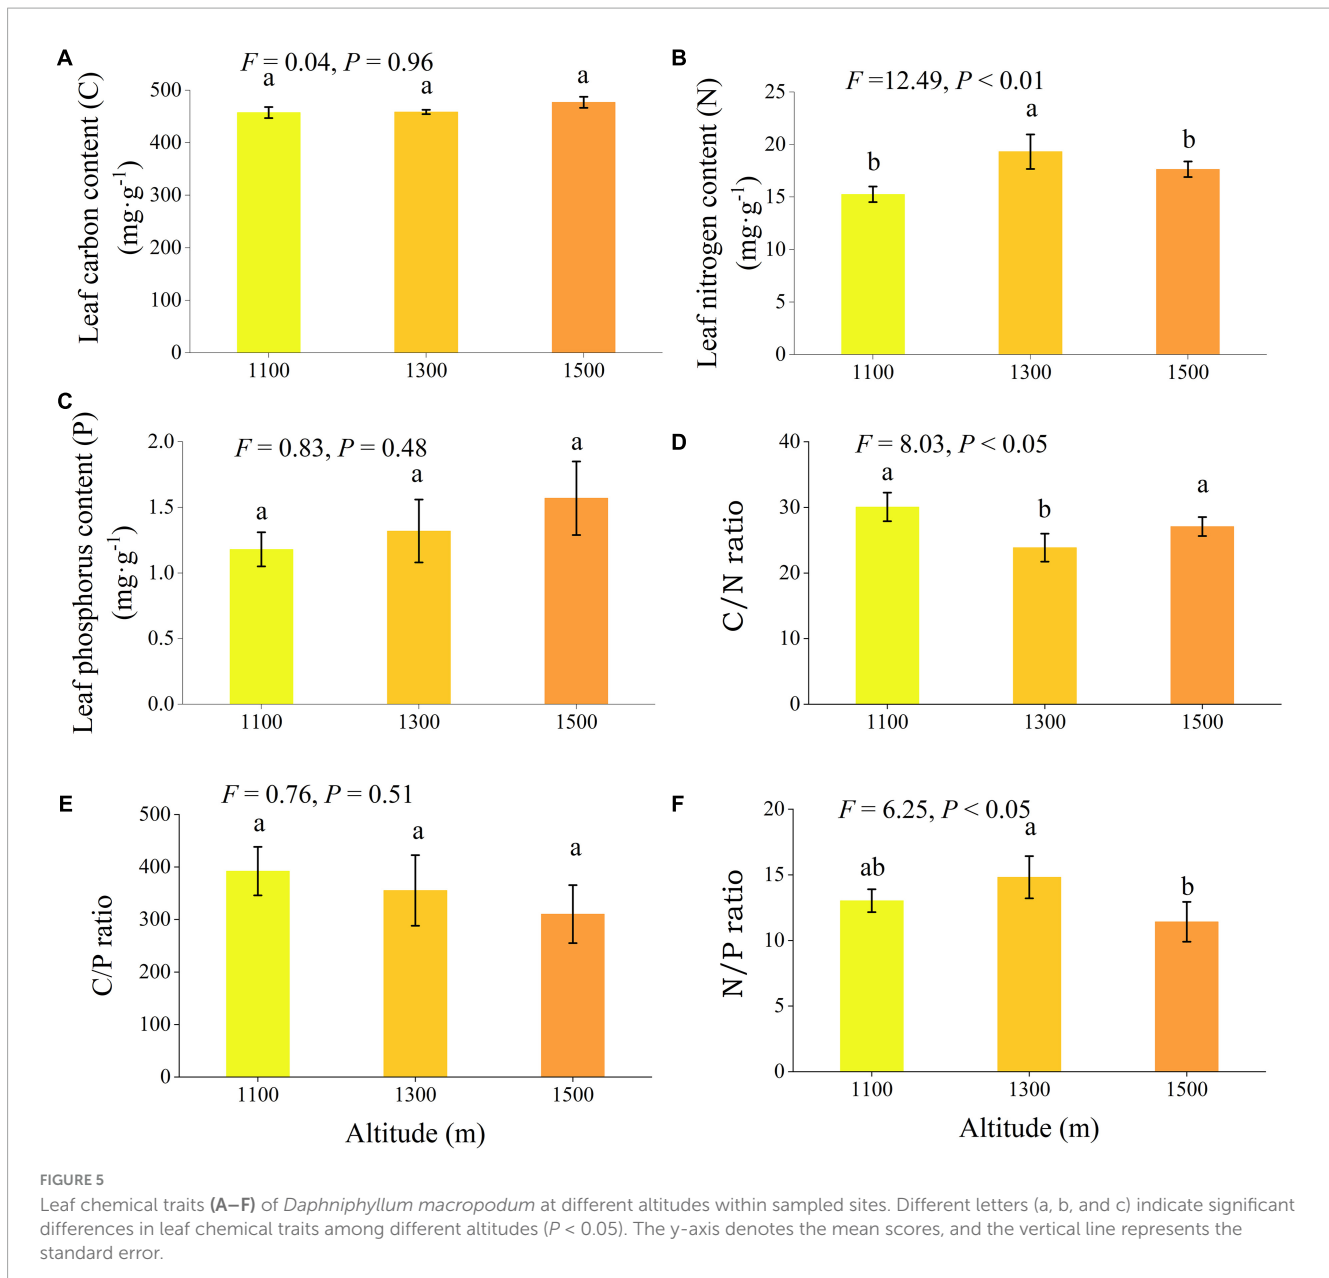 A
F = 0.04, P = 0.96
Leaf carbon content (C)
(mg·g-1)
500
400
300
200
100
0
a
a
a
1100
1300
1500
B
F =12.49, P < 0.01
Leaf nitrogen content (N)
(mg·g-1)
25
20
15
10
5
0
b
a
b
1100
1300
1500
C
F = 0.83, P = 0.48
Leaf phosphorus content (P)
(mg·g-1)
2.0
1.5
1.0
0.5
0.0
a
a
a
1100
1300
1500
D
F = 8.03, P < 0.05
C/N ratio
40
30
20
10
0
a
b
a
1100
1300
1500
E
F = 0.76, P = 0.51
C/P ratio
500
400
300
200
100
0
a
a
a
1100
1300
1500
Altitude (m)
F
F = 6.25, P < 0.05
N/P ratio
20
15
10
5
0
ab
a
b
1100
1300
1500
Altitude (m)
FIGURE 5
Leaf chemical traits (A–F) of Daphniphyllum macropodum at different altitudes within sampled sites. Different letters (a, b, and c) indicate significant
differences in leaf chemical traits among different altitudes (P < 0.05). The y-axis denotes the mean scores, and the vertical line represents the
standard error.